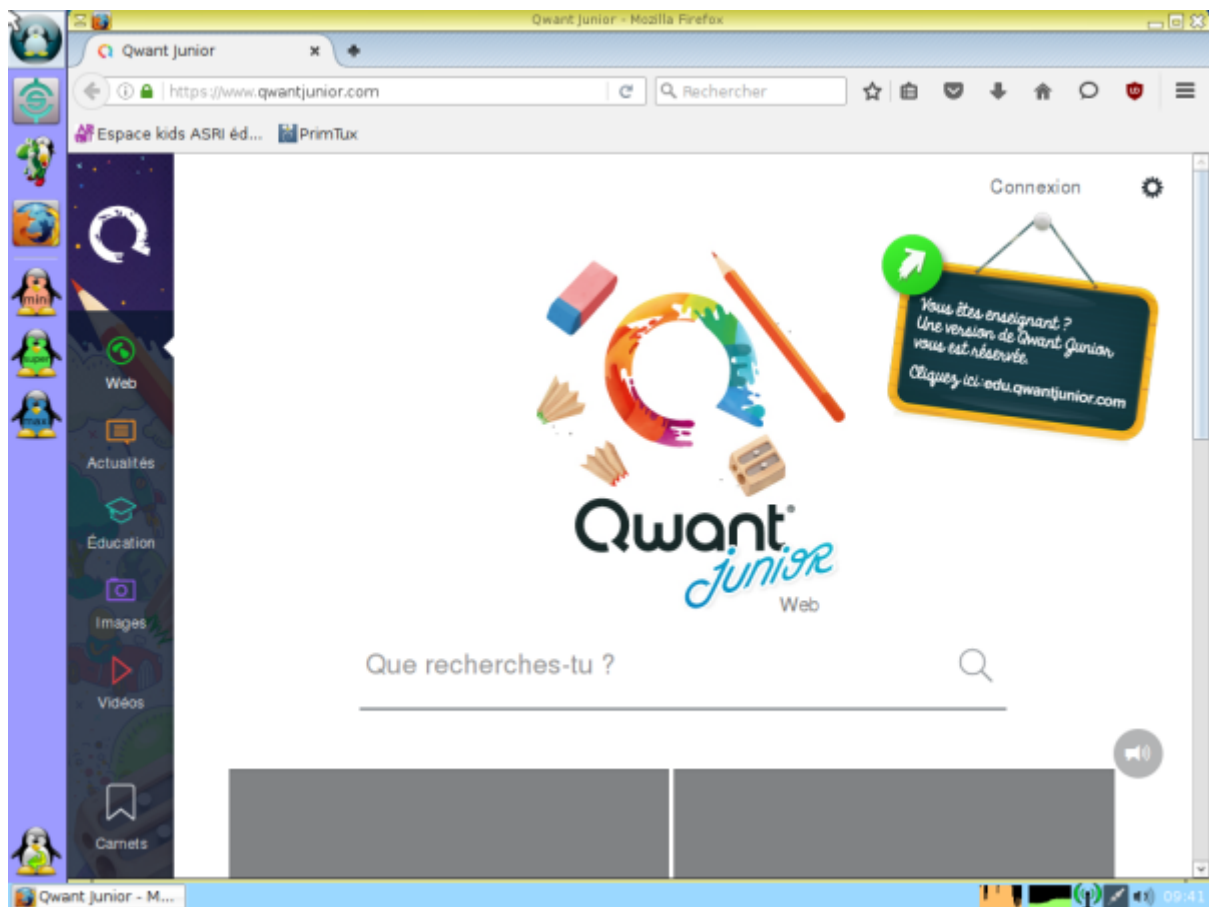 Qwant Junior - Mozilla Firefox
Qwant Junior
https://www.qwantjunior.com
Rechercher
Espace kids ASRI éd...
PrimTux
mini
super
maxi
Connexion
Vous êtes enseignant ?
Une version de Qwant Junior
vous est réservée.
Cliquez ici :edu.qwantjunior.com
Web
Actualités
Éducation
Images
Vidéos
Carnets
Qwant
junior
Web
Que recherches-tu ?
Qwant Junior - M...
09:41